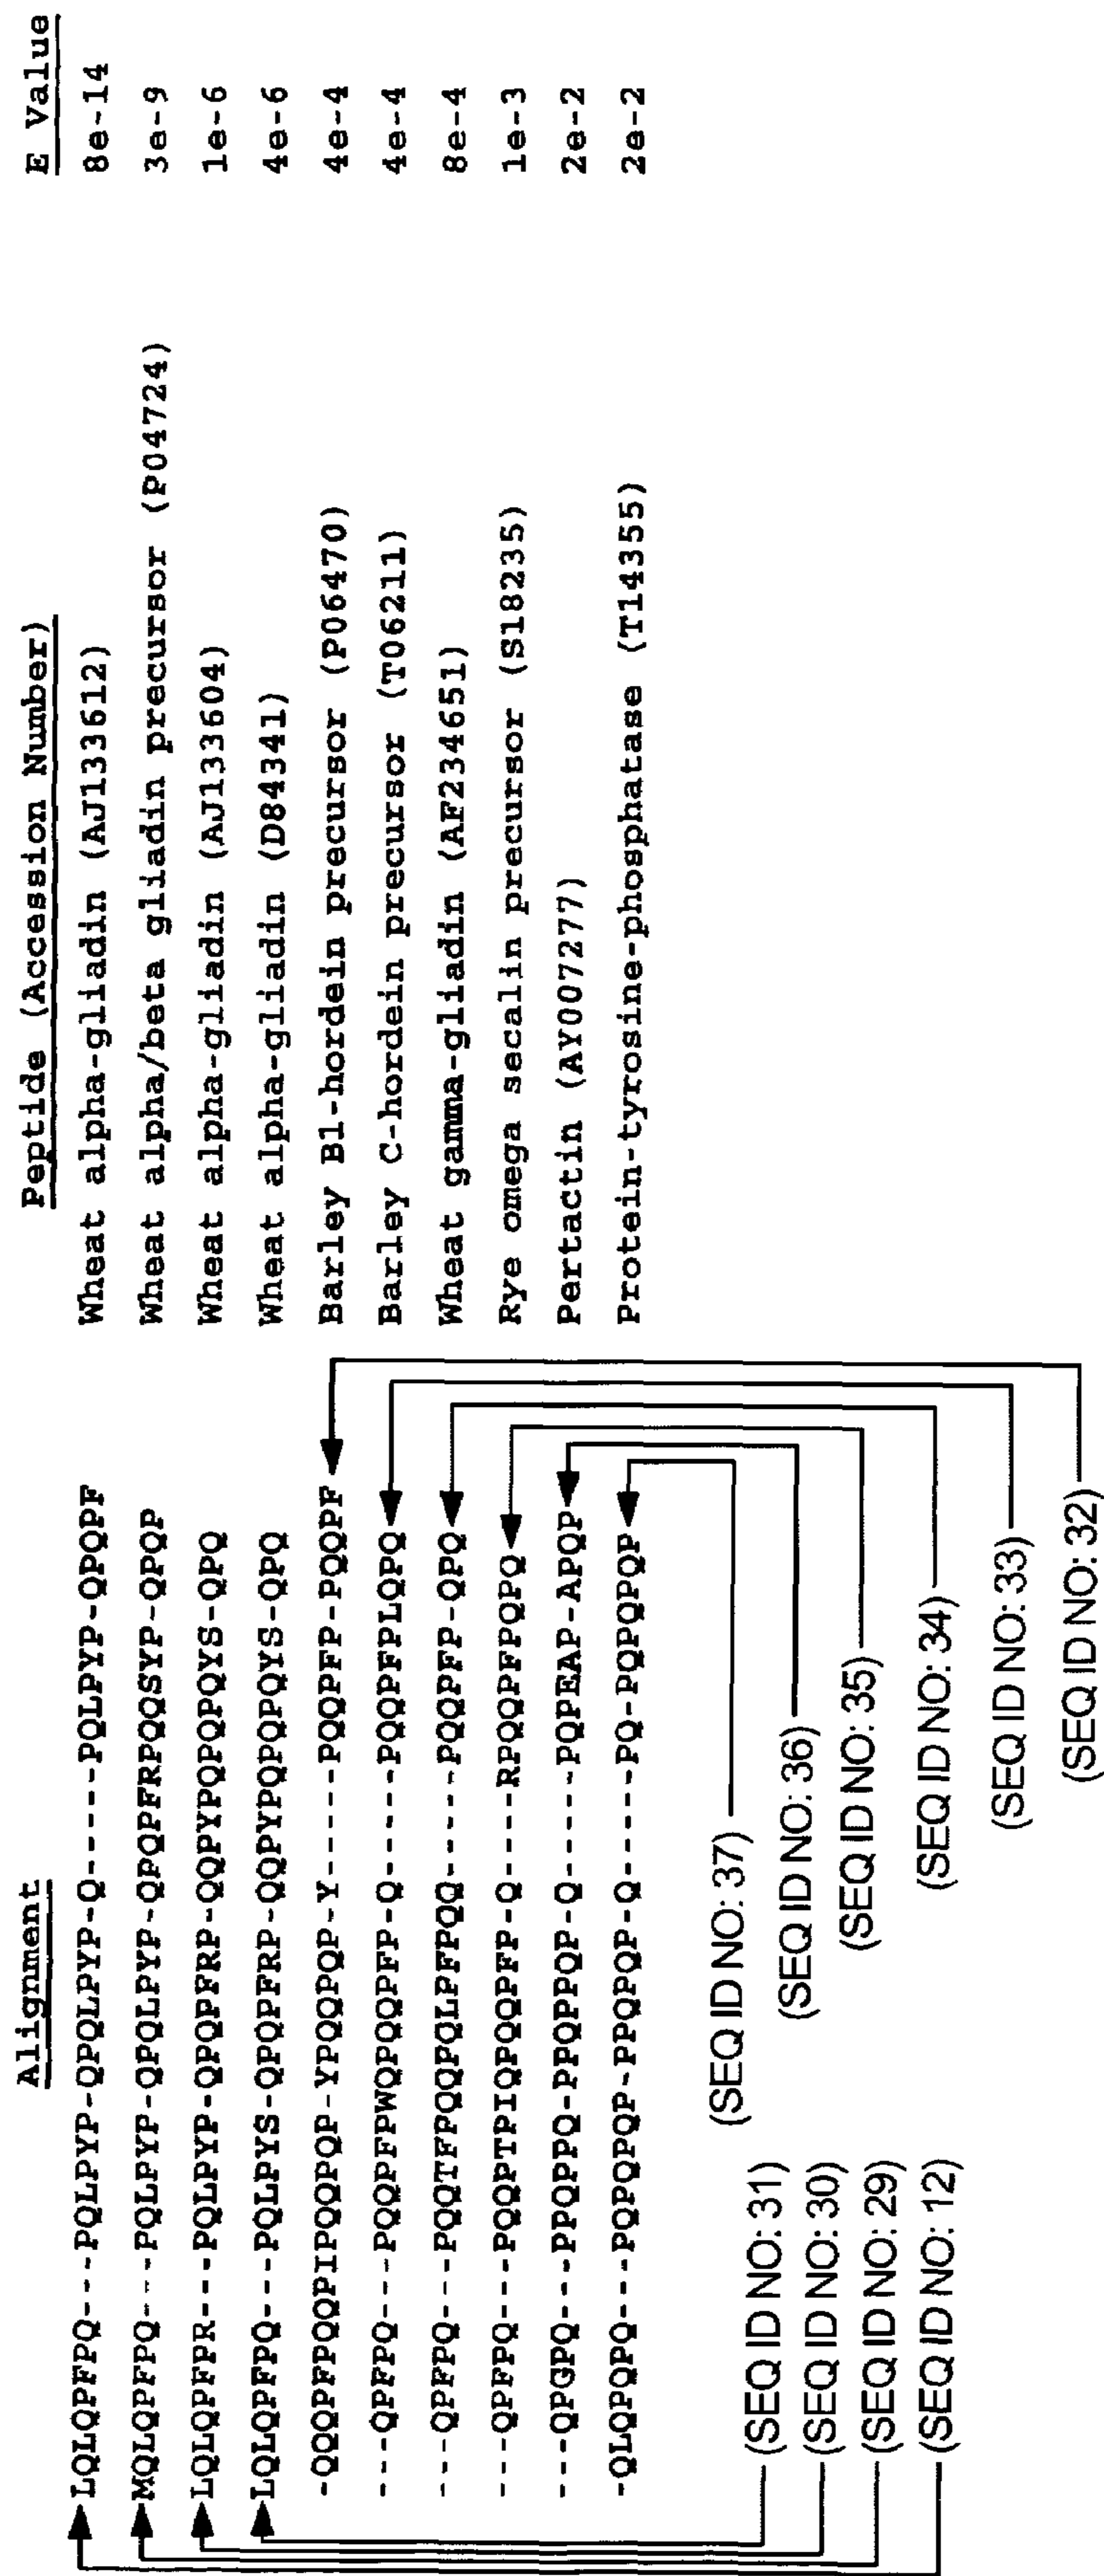 Alignment Peptide (Accession Number) E Value
LQLQPFPQ---PQLPYP-QPQLPYP-Q-----PQLPYP-QPQPF Wheat alpha-gliadin (AJ133612) 8e-14
MQLQPFPQ---PQLPYP-QPQLPYP-QPQPFRPQQSYP-QPQP Wheat alpha/beta gliadin precursor (P04724) 3e-9
LQLQPFPR---PQLPYP-QPQPFRP-QQPYPQPQPQYS-QPQ Wheat alpha-gliadin (AJ133604) 1e-6
LQLQPFPQ---PQLPYS-QPQPFRP-QQPYPQPQPQYS-QPQ Wheat alpha-gliadin (D84341) 4e-6
-QQQPFPQQPIPQQPQP-YPQQPQP-Y-----PQQPFP-PQQPF Barley B1-hordein precursor (P06470) 4e-4
---QPFPQ---PQQPFPWQPQQPFP-Q-----PQQPFPLQPQ Barley C-hordein precursor (T06211) 4e-4
---QPFPQ---PQQTFPQQPQLPFPQQ-----PQQPFP-QPQ Wheat gamma-gliadin (AF234651) 8e-4
---QPFPQ---PQQPTPIQPQQPFP-Q----RPQQPFPQPQ Rye omega secalin precursor (S18235) 1e-3
---QPGPQ---PPQPPQ-PPQPPQP-Q-----PQPEAP-APQP Pertactin (AY007277) 2e-2
-QLQPQPQ---PQPQPQP-PPQPQP-Q-----PQ-PQPQPQP Protein-tyrosine-phosphatase (T14355) 2e-2
(SEQ ID NO: 31)
(SEQ ID NO: 30)
(SEQ ID NO: 29)
(SEQ ID NO: 12)
(SEQ ID NO: 37)
(SEQ ID NO: 36)
(SEQ ID NO: 35)
(SEQ ID NO: 34)
(SEQ ID NO: 33)
(SEQ ID NO: 32)